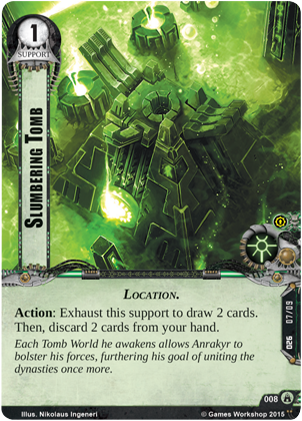 1
SUPPORT
SLUMBERING TOMB
LOCATION.
Action: Exhaust this support to draw 2 cards.
Then, discard 2 cards from your hand.
Each Tomb World he awakens allows Anrakyr to
bolster his forces, furthering his goal of uniting the
dynasties once more.
026 07/09
008
Illus. Nikolaus Ingeneri
© Games Workshop 2015